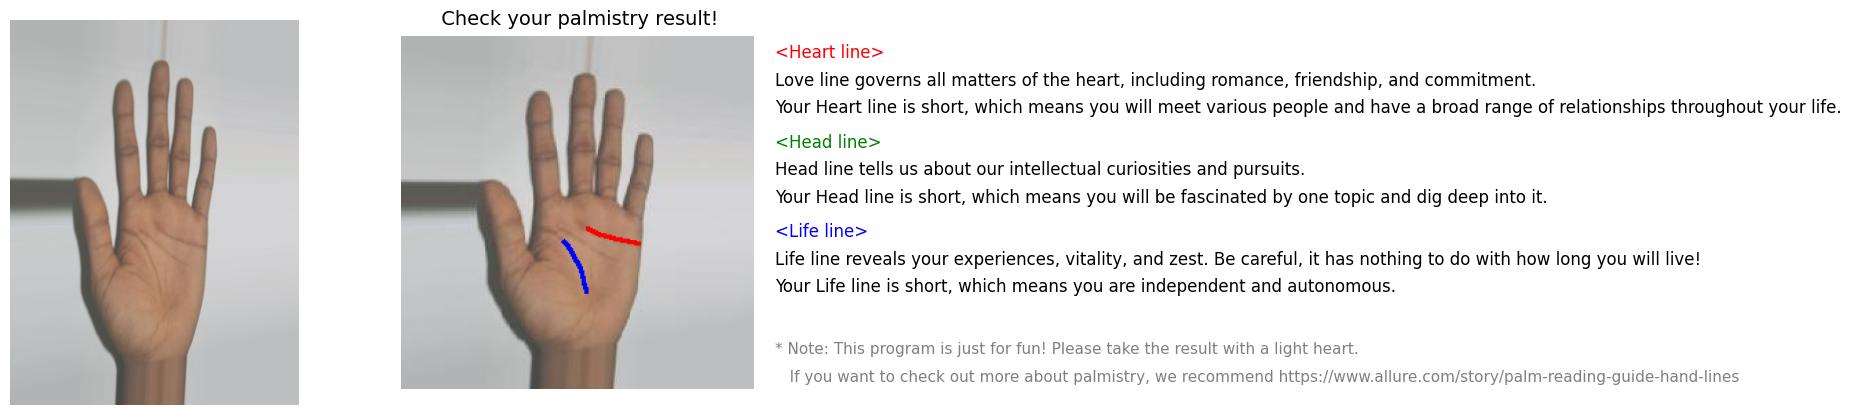 Check your palmistry result!
<Heart line>
Love line governs all matters of the heart, including romance, friendship, and commitment.
Your Heart line is short, which means you will meet various people and have a broad range of relationships throughout your life.
<Head line>
Head line tells us about our intellectual curiosities and pursuits.
Your Head line is short, which means you will be fascinated by one topic and dig deep into it.
<Life line>
Life line reveals your experiences, vitality, and zest. Be careful, it has nothing to do with how long you will live!
Your Life line is short, which means you are independent and autonomous.
* Note: This program is just for fun! Please take the result with a light heart.
If you want to check out more about palmistry, we recommend https://www.allure.com/story/palm-reading-guide-hand-lines